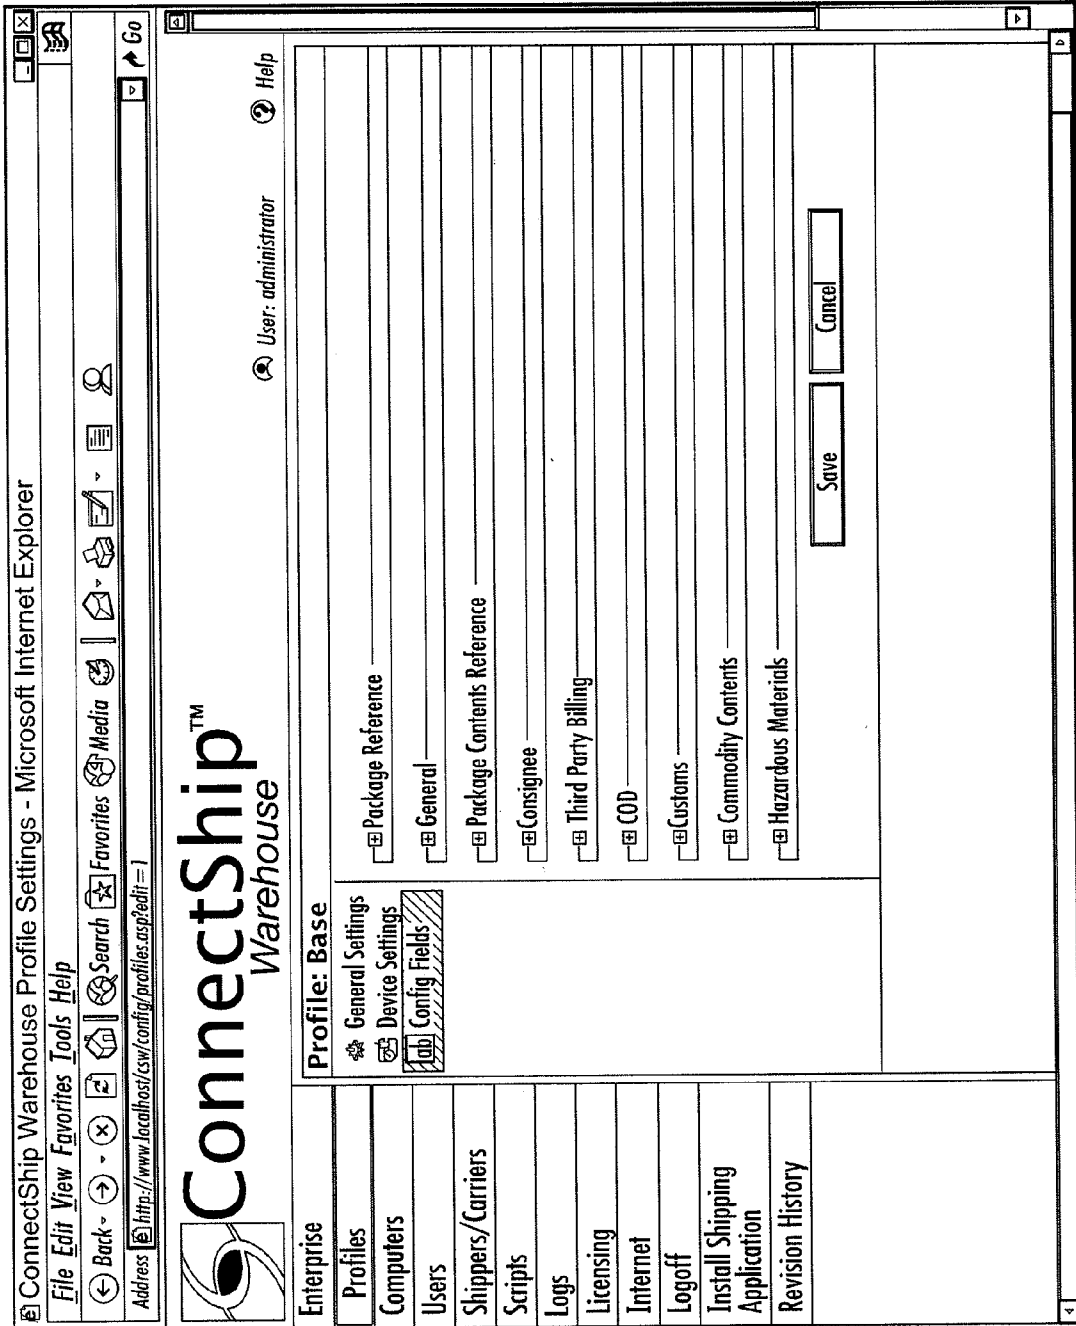 ConnectShip Warehouse Profile Settings - Microsoft Internet Explorer
File Edit View Favorites Tools Help
Back Search Favorites Media
Address http://www.localhost/csw/config/profiles.asp?edit=1 Go
ConnectShip™
Warehouse
User: administrator Help
Enterprise
Profiles
Computers
Users
Shippers/Carriers
Scripts
Logs
Licensing
Internet
Logoff
Install Shipping
Application
Revision History
Profile: Base
General Settings
Device Settings
ab Config Fields
Package Reference
General
Package Contents Reference
Consignee
Third Party Billing
COD
Customs
Commodity Contents
Hazardous Materials
Save Cancel